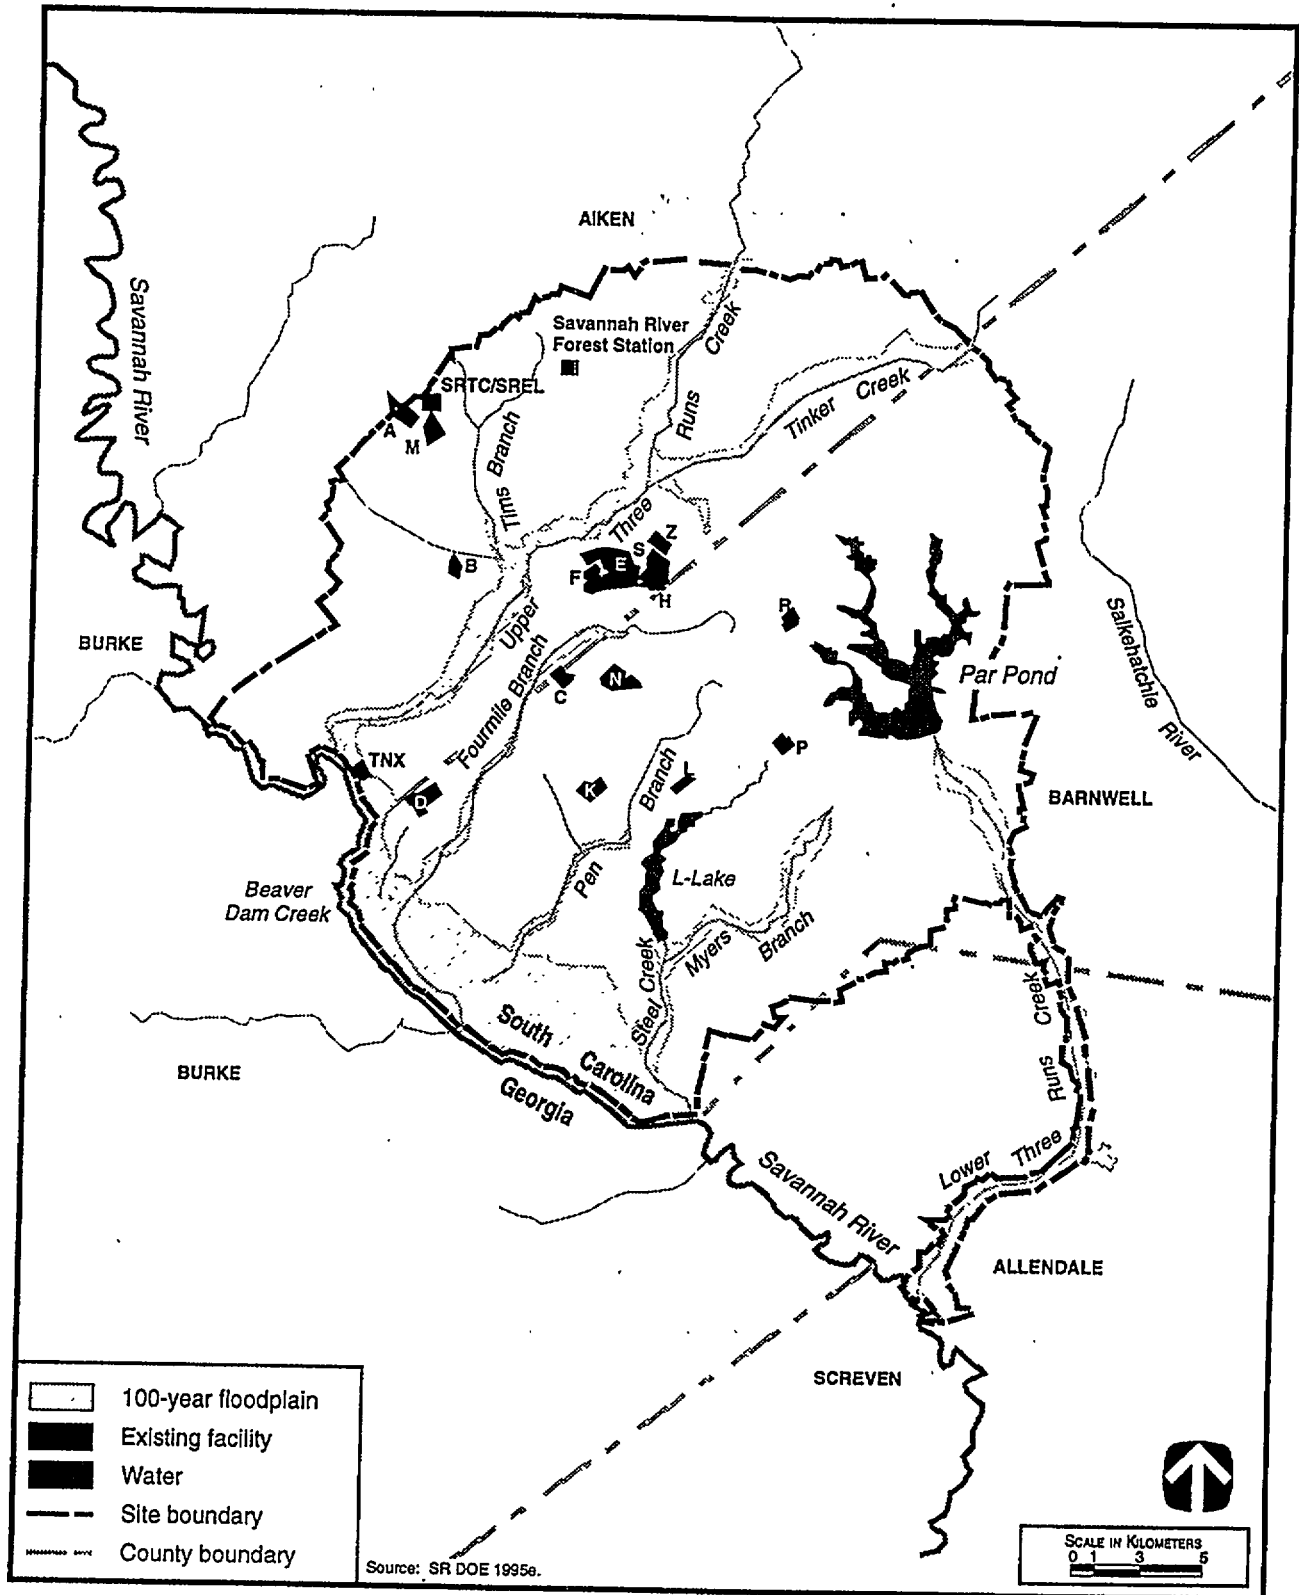 AIKEN
Savannah River
Savannah River
Forest Station
Creek
SRTC/SREL
Runs
Tinker Creek
A
M
Tims Branch
Three
Z
S
E
B
F
H
R
Upper
BURKE
Salkehatchie River
Par Pond
Fourmile Branch
C
N
P
TNX
L
D
K
Branch
BARNWELL
L-Lake
Pen
Beaver
Dam Creek
Myers Branch
Steel Creek
Creek
South Carolina
Georgia
BURKE
Runs
Lower Three
Savannah River
ALLENDALE
SCREVEN
100-year floodplain
Existing facility
Water
Site boundary
County boundary
Source: SR DOE 1995e.
SCALE IN KILOMETERS
0 1 3 5